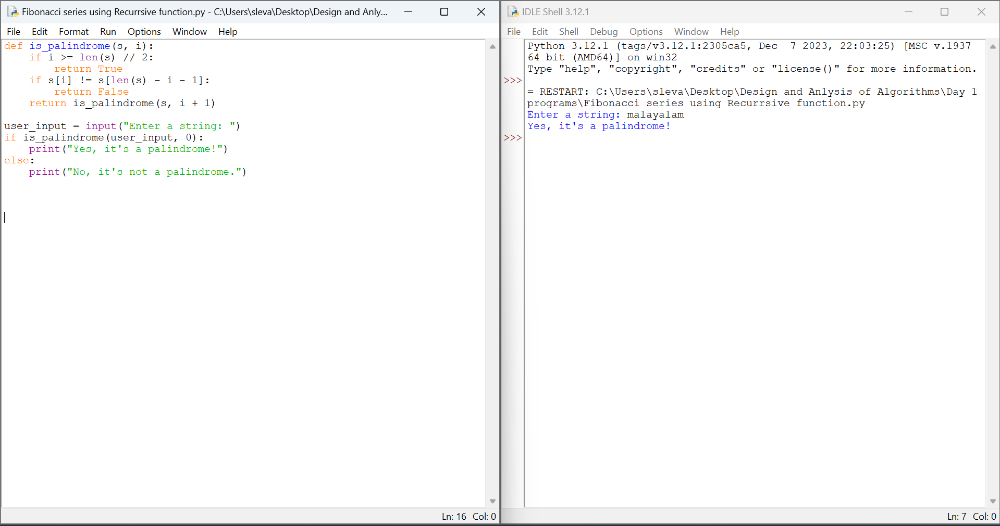 Fibonacci series using Recurrsive function.py - C:\Users\sleva\Desktop\Design and Anly...
File Edit Format Run Options Window Help
def is_palindrome(s, i):
    if i >= len(s) // 2:
        return True
    if s[i] != s[len(s) - i - 1]:
        return False
    return is_palindrome(s, i + 1)

user_input = input("Enter a string: ")
if is_palindrome(user_input, 0):
    print("Yes, it's a palindrome!")
else:
    print("No, it's not a palindrome.")
Ln: 16 Col: 0
IDLE Shell 3.12.1
File Edit Shell Debug Options Window Help
Python 3.12.1 (tags/v3.12.1:2305ca5, Dec  7 2023, 22:03:25) [MSC v.1937
64 bit (AMD64)] on win32
Type "help", "copyright", "credits" or "license()" for more information.
>>>
= RESTART: C:\Users\sleva\Desktop\Design and Anlysis of Algorithms\Day 1
programs\Fibonacci series using Recurrsive function.py
Enter a string: malayalam
Yes, it's a palindrome!
>>>
Ln: 7 Col: 0